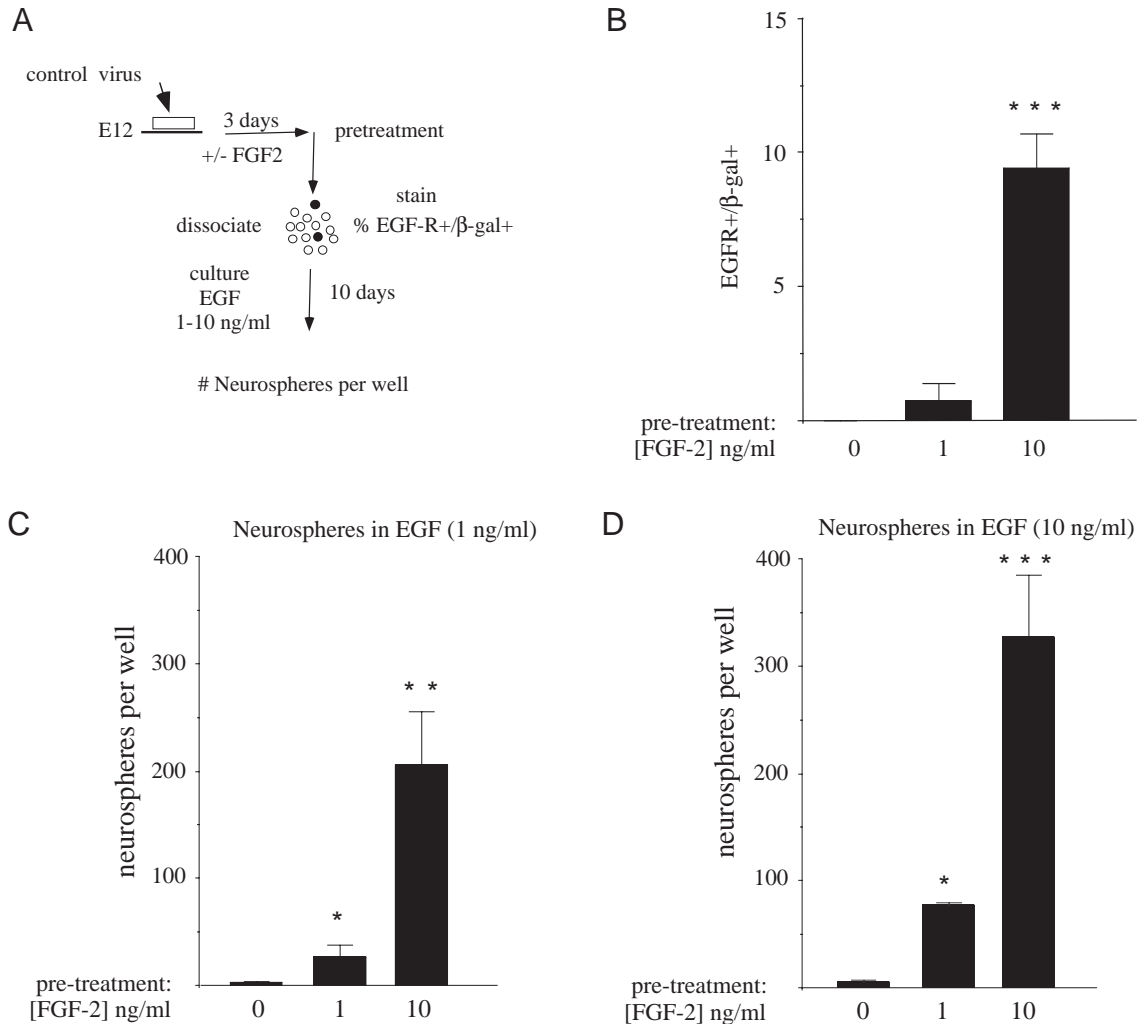 A
control virus
E12
3 days
+/- FGF2
pretreatment
dissociate
stain
% EGF-R+/β-gal+
culture
EGF
1-10 ng/ml
10 days
# Neurospheres per well
B
15
10
5
EGFR+/β-gal+
* * *
pre-treatment:
[FGF-2] ng/ml
0 1 10
C
Neurospheres in EGF (1 ng/ml)
400
300
200
100
neurospheres per well
* *
*
pre-treatment:
[FGF-2] ng/ml
0 1 10
D
Neurospheres in EGF (10 ng/ml)
400
300
200
100
neurospheres per well
* * *
*
pre-treatment:
[FGF-2] ng/ml
0 1 10